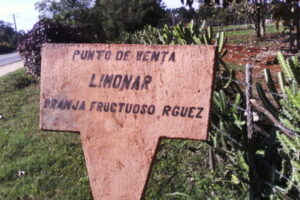 PUNTO DE VENTA
LIMONAR
GRANJA FRUCTUOSO RGUEZ